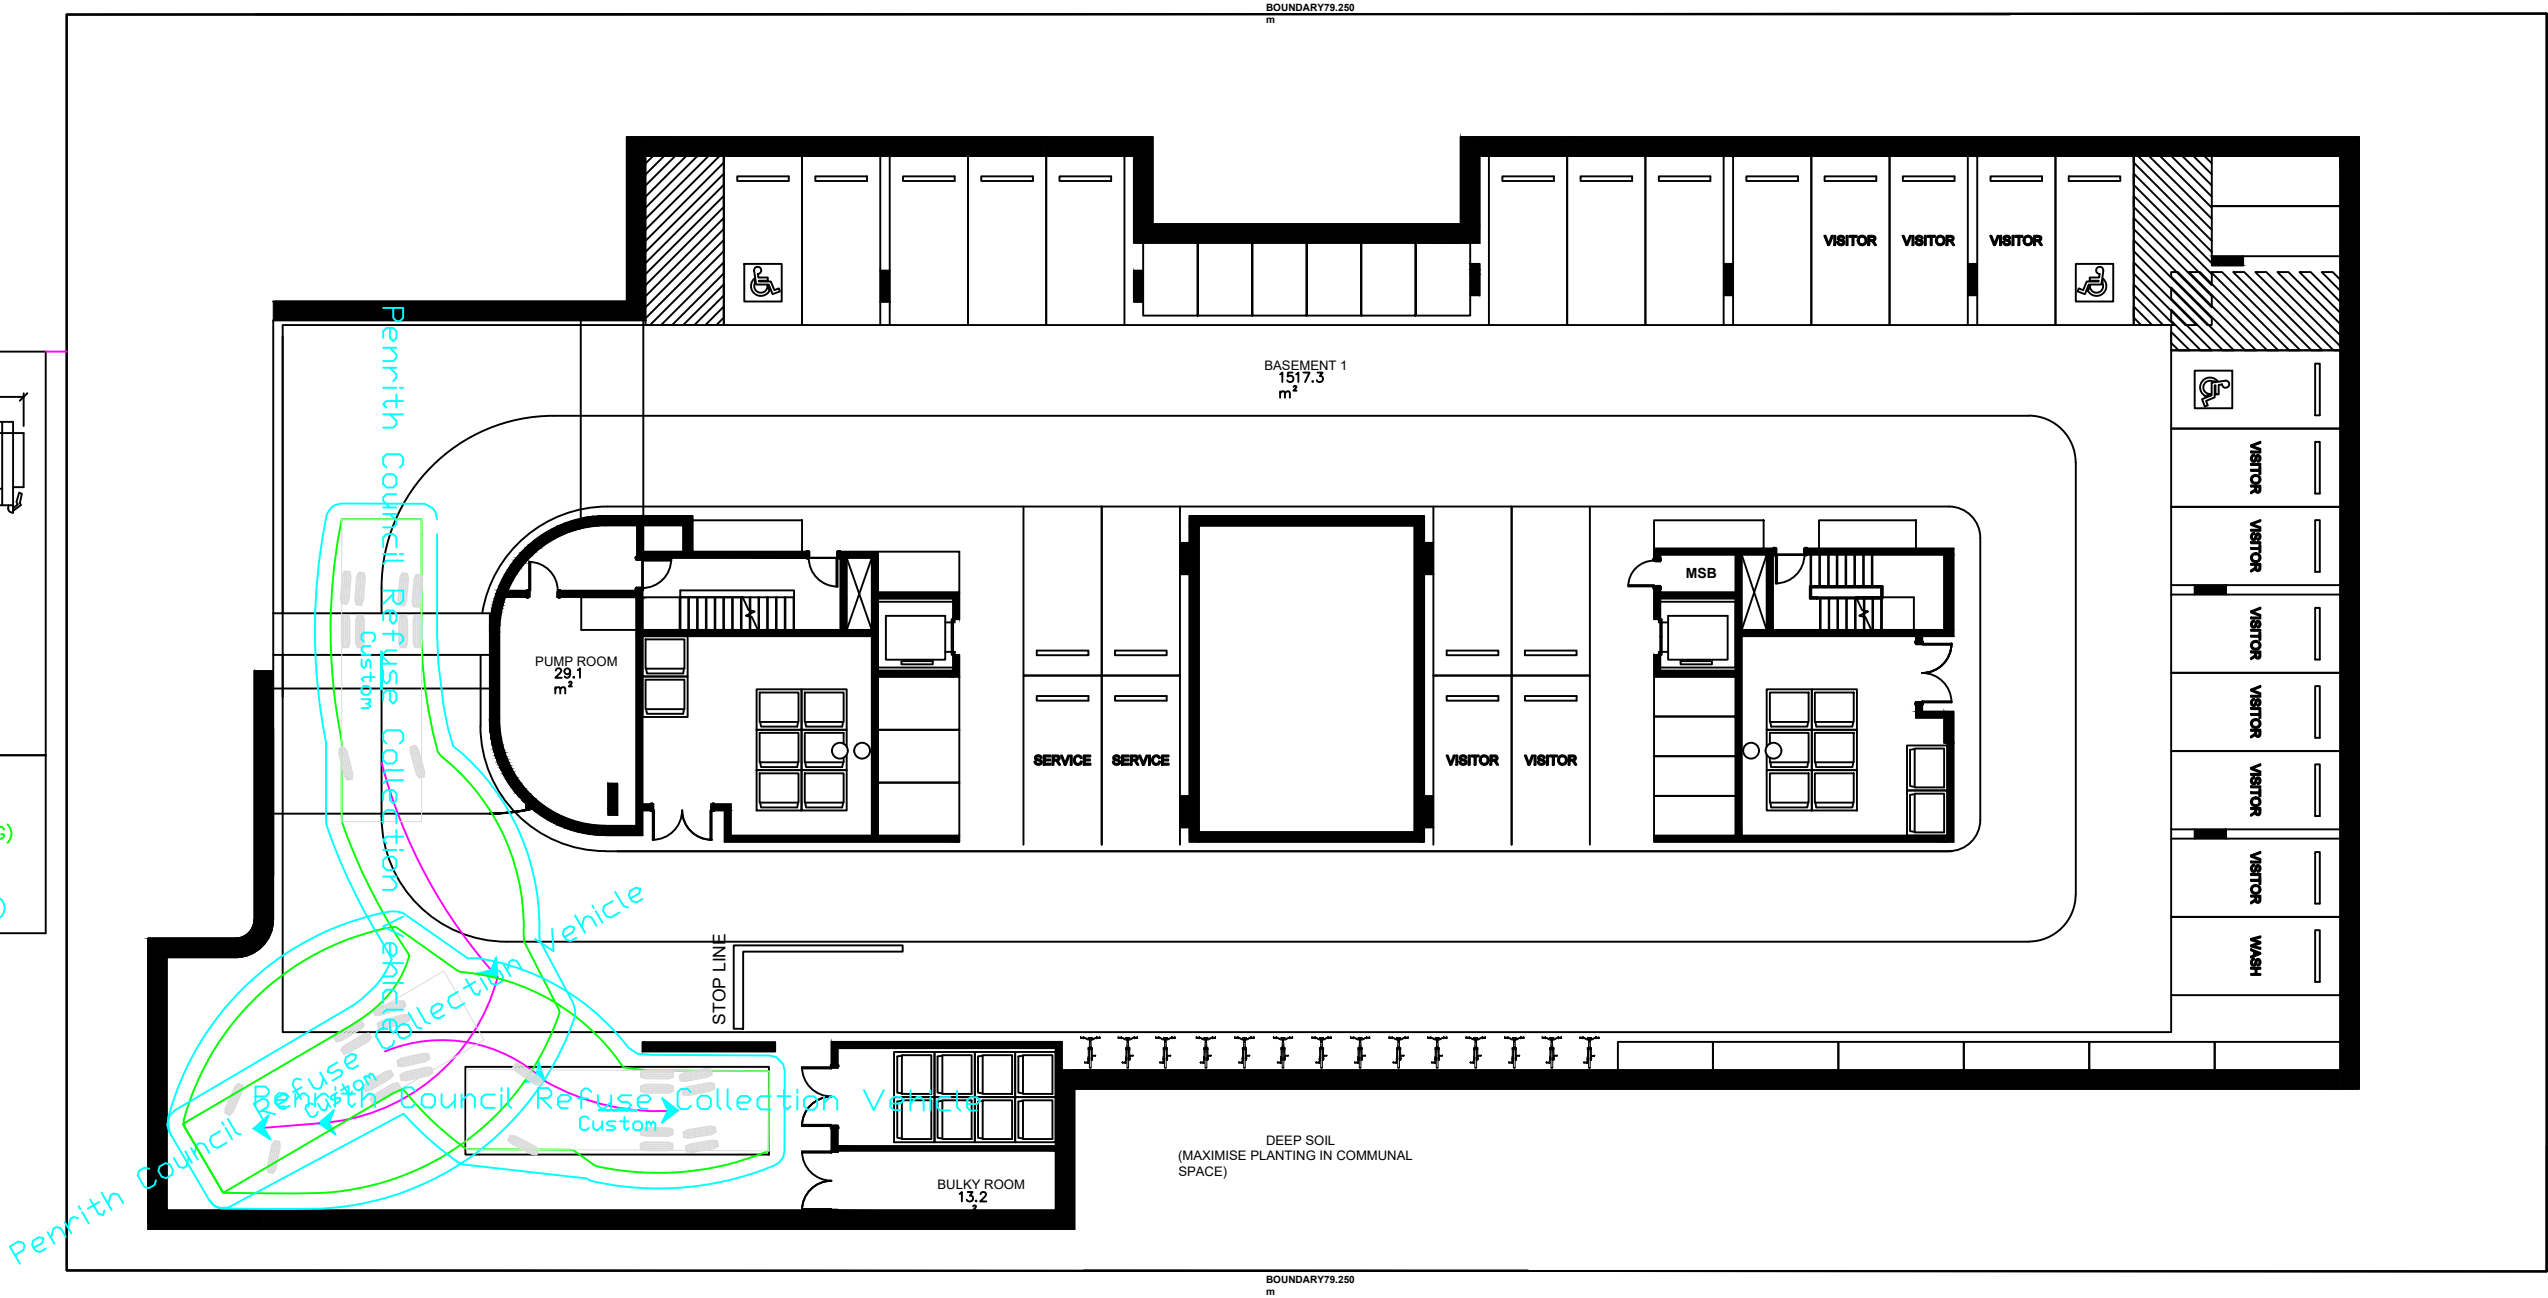 BOUNDARY79.250
m
VISITOR
VISITOR
VISITOR
BASEMENT 1
1517.3
m²
VISITOR
VISITOR
VISITOR
VISITOR
VISITOR
VISITOR
WASH
MSB
PUMP ROOM
29.1
m²
SERVICE
SERVICE
VISITOR
VISITOR
G)
)
STOP LINE
Penrith Council Refuse Collection Vehicle
Custom
Penrith Council Refuse Collection Vehicle
Custom
Penrith Council Refuse Collection Vehicle
Custom
DEEP SOIL
(MAXIMISE PLANTING IN COMMUNAL
SPACE)
BULKY ROOM
13.2
BOUNDARY79.250
m